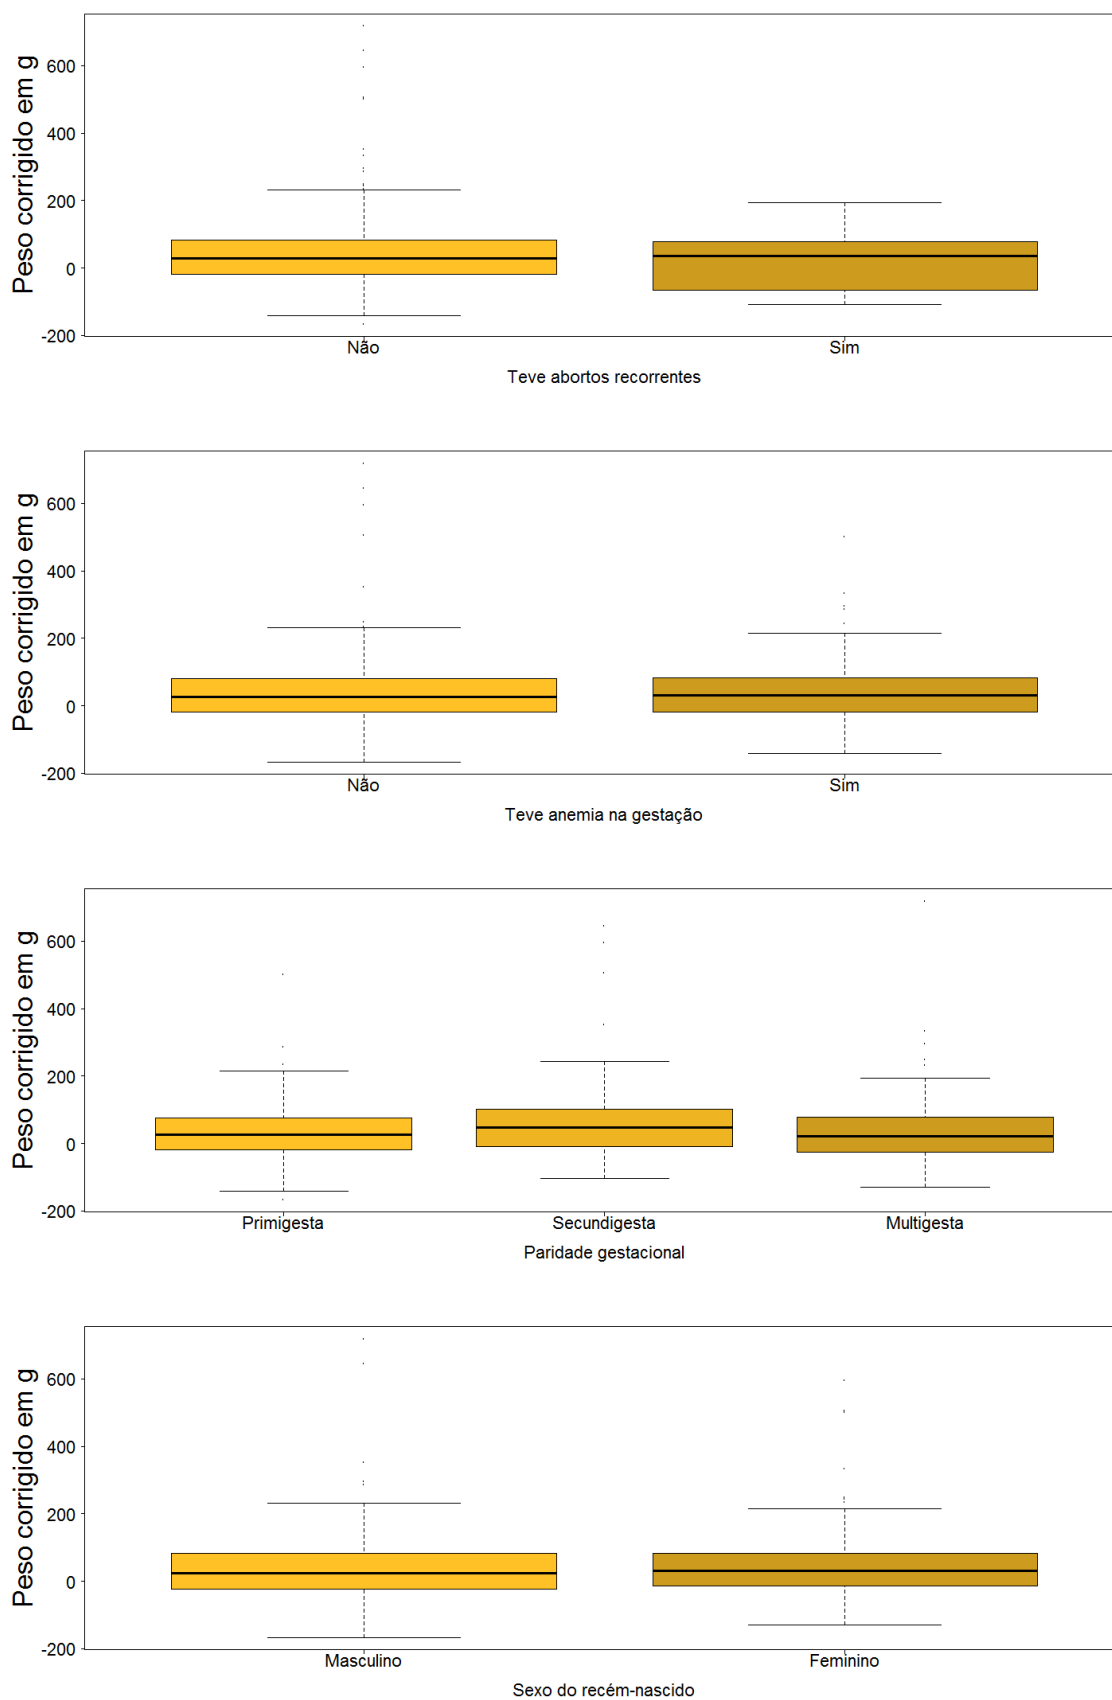 Peso corrigido em g
600
400
200
0
-200
Não Sim
Teve abortos recorrentes
Peso corrigido em g
600
400
200
0
-200
Não Sim
Teve anemia na gestação
Peso corrigido em g
600
400
200
0
-200
Primigesta Secundigesta Multigesta
Paridade gestacional
Peso corrigido em g
600
400
200
0
-200
Masculino Feminino
Sexo do recém-nascido